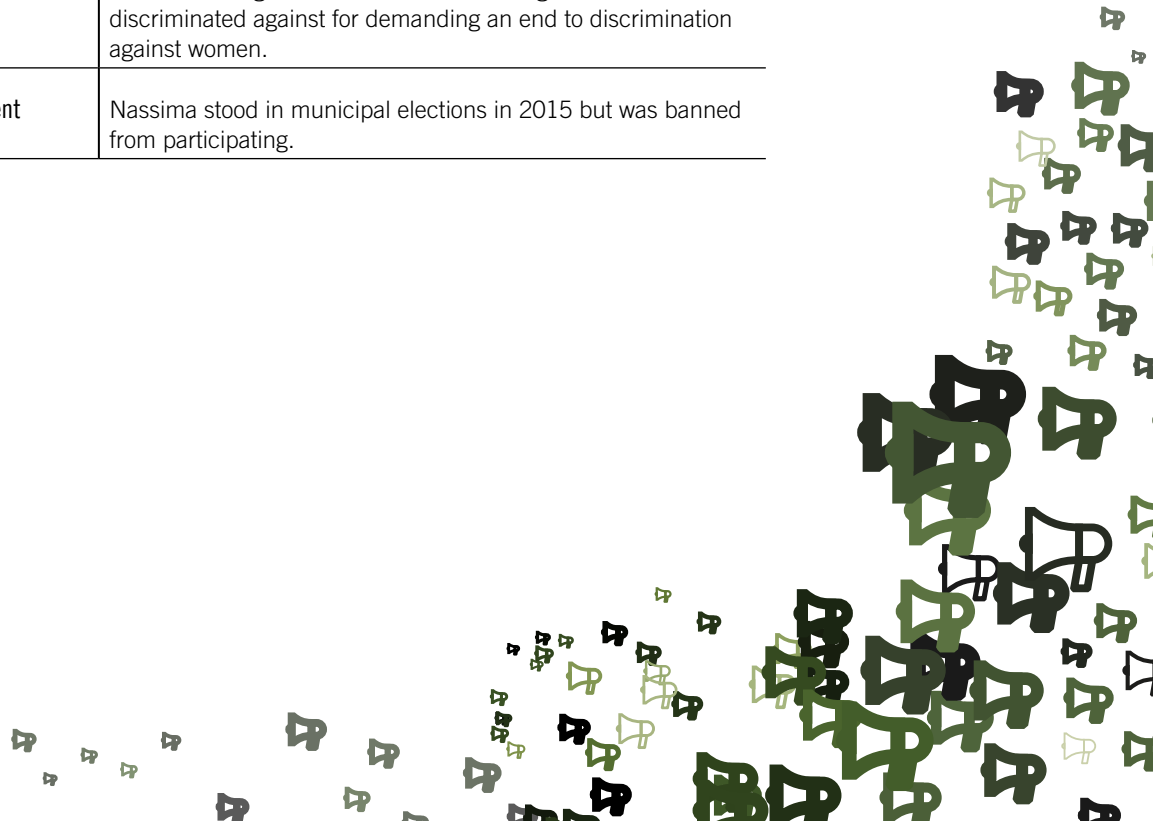 discriminated against for demanding an end to discrimination
against women.
Nassima stood in municipal elections in 2015 but was banned
from participating.